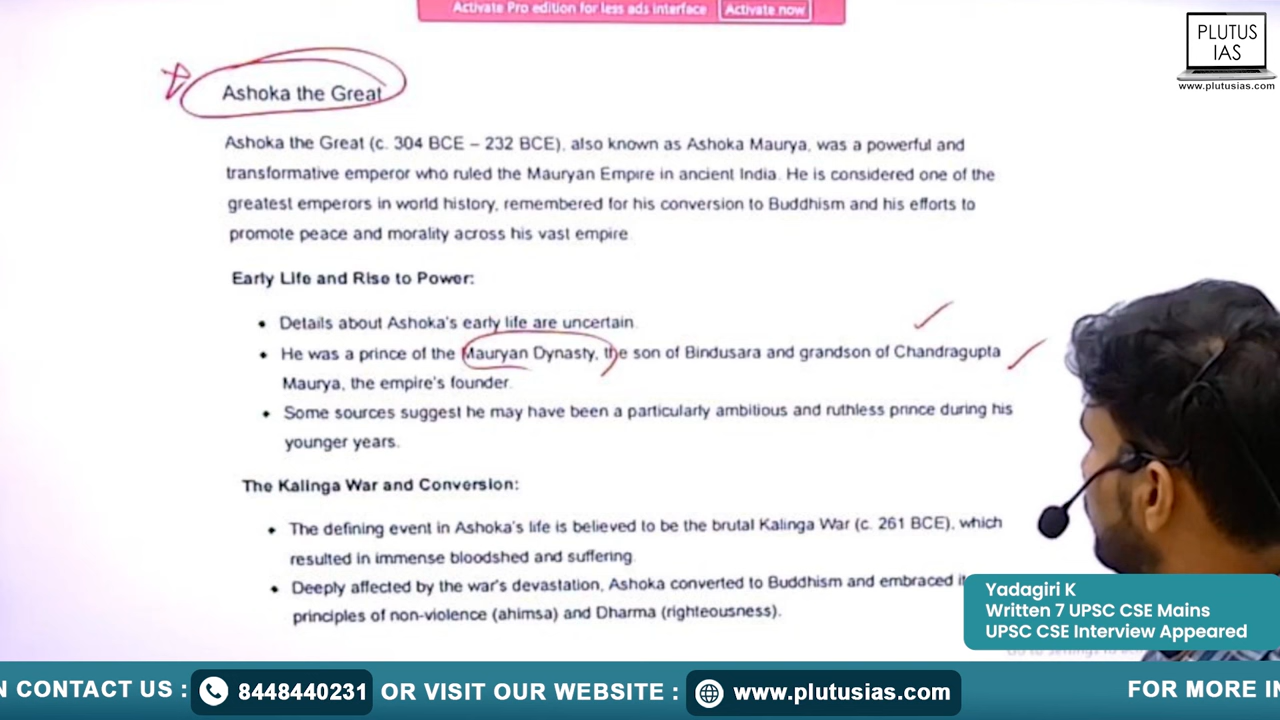 Activate Pro edition for less ads interface Activate now
PLUTUS
IAS
www.plutusias.com
Ashoka the Great
Ashoka the Great (c. 304 BCE – 232 BCE), also known as Ashoka Maurya, was a powerful and
transformative emperor who ruled the Mauryan Empire in ancient India. He is considered one of the
greatest emperors in world history, remembered for his conversion to Buddhism and his efforts to
promote peace and morality across his vast empire.
Early Life and Rise to Power:
• Details about Ashoka's early life are uncertain.
• He was a prince of the Mauryan Dynasty, the son of Bindusara and grandson of Chandragupta
Maurya, the empire's founder.
• Some sources suggest he may have been a particularly ambitious and ruthless prince during his
younger years.
The Kalinga War and Conversion:
• The defining event in Ashoka's life is believed to be the brutal Kalinga War (c. 261 BCE), which
resulted in immense bloodshed and suffering.
• Deeply affected by the war's devastation, Ashoka converted to Buddhism and embraced
principles of non-violence (ahimsa) and Dharma (righteousness).
Yadagiri K
Written 7 UPSC CSE Mains
UPSC CSE Interview Appeared
N CONTACT US : 8448440231 OR VISIT OUR WEBSITE : www.plutusias.com FOR MORE IN